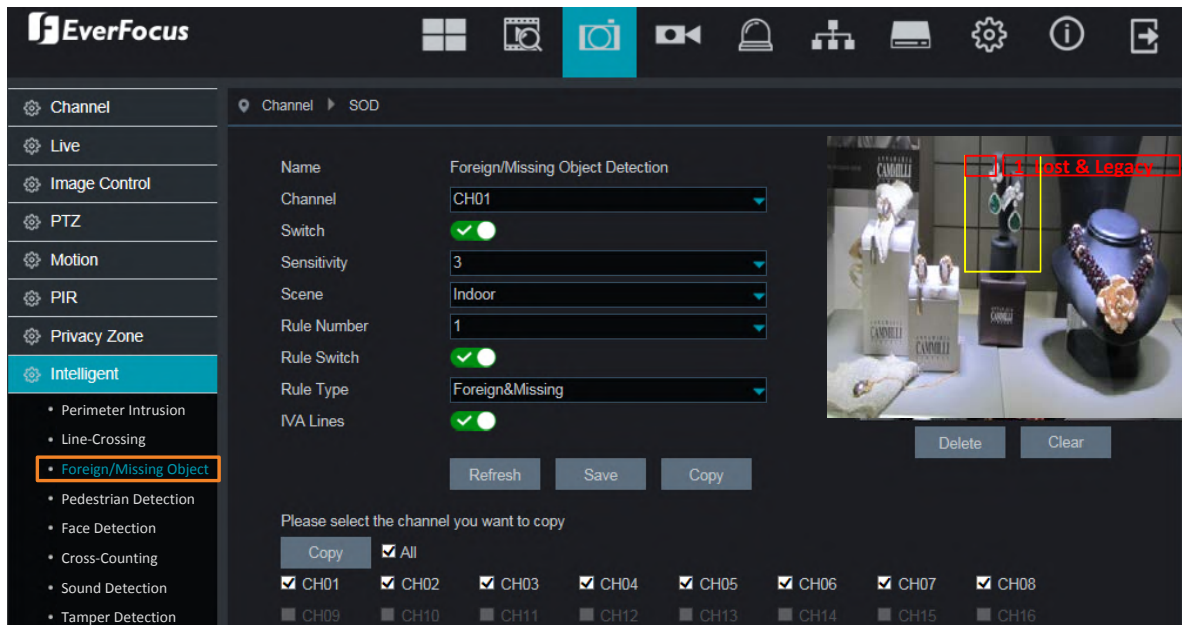 EverFocus
Channel
Live
Image Control
PTZ
Motion
PIR
Privacy Zone
Intelligent
Perimeter Intrusion
Line-Crossing
Foreign/Missing Object
Pedestrian Detection
Face Detection
Cross-Counting
Sound Detection
Tamper Detection
Channel SOD
Name Foreign/Missing Object Detection
Channel CH01
Switch
Sensitivity 3
Scene Indoor
Rule Number 1
Rule Switch
Rule Type Foreign&Missing
IVA Lines
Refresh Save Copy
1 Lost & Legacy
CAMMILLI
CAMMILLI
CAMMILLI
CAMMILLI
Delete Clear
Please select the channel you want to copy
Copy All
CH01 CH02 CH03 CH04 CH05 CH06 CH07 CH08
CH09 CH10 CH11 CH12 CH13 CH14 CH15 CH16